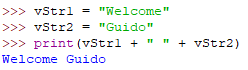 >>> vStr1 = "Welcome"
>>> vStr2 = "Guido"
>>> print(vStr1 + " " + vStr2)
Welcome Guido